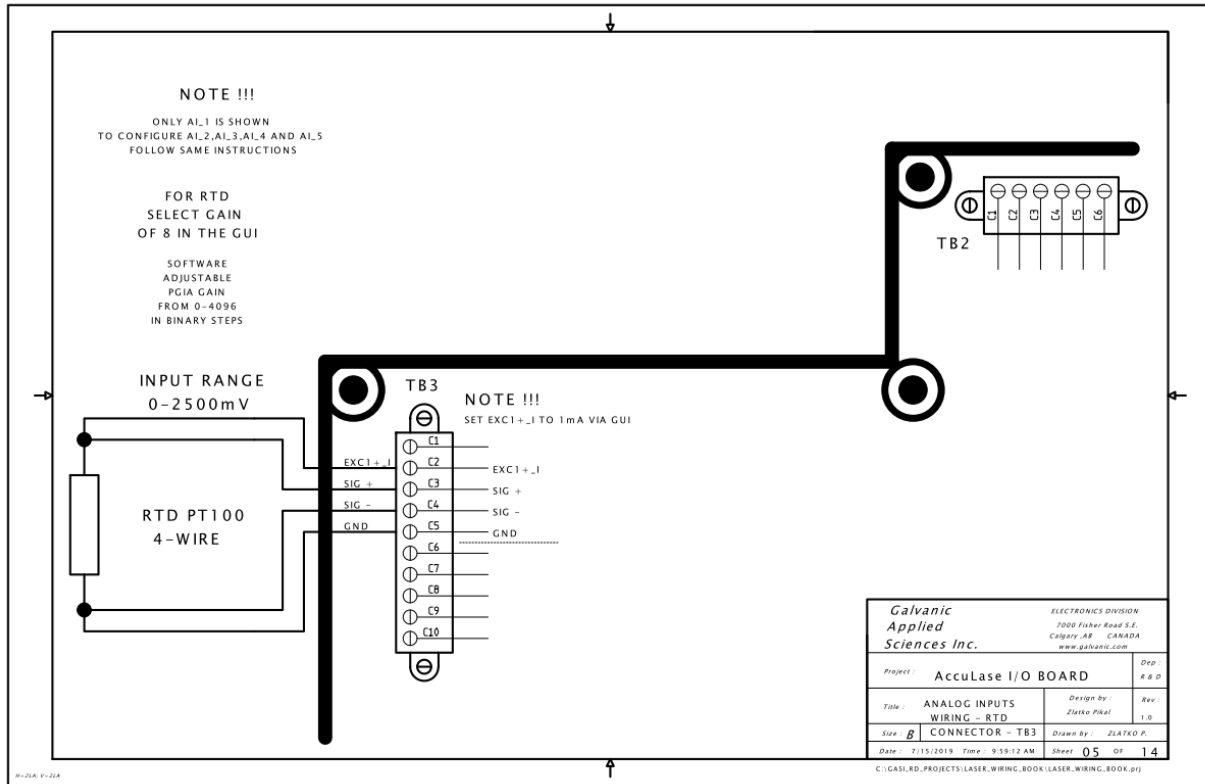 NOTE !!!
ONLY AI_1 IS SHOWN
TO CONFIGURE AI_2,AI_3,AI_4 AND AI_5
FOLLOW SAME INSTRUCTIONS
FOR RTD
SELECT GAIN
OF 8 IN THE GUI
SOFTWARE
ADJUSTABLE
PGIA GAIN
FROM 0-4096
IN BINARY STEPS
INPUT RANGE
0-2500mV
RTD PT100
4-WIRE
EXC1+_I
SIG +
SIG -
GND
TB3
C1
C2
C3
C4
C5
C6
C7
C8
C9
C10
NOTE !!!
SET EXC1+_I TO 1mA VIA GUI
EXC1+_I
SIG +
SIG -
GND
TB2
C1
C2
C3
C4
C5
C6
Galvanic
Applied
Sciences Inc.
ELECTRONICS DIVISION
7000 Fisher Road S.E.
Calgary ,AB CANADA
www.galvanic.com
Project : AccuLase I/O BOARD
Dep :
R & D
Title : ANALOG INPUTS
WIRING - RTD
Design by :
Zlatko Pikal
Rev :
1.0
Size : B CONNECTOR - TB3
Drawn by : ZLATKO P.
Date : 7/15/2019 Time : 9:59:12 AM
Sheet 05 OF 14
C:\GASI_RD_PROJECTS\LASER_WIRING_BOOK\LASER_WIRING_BOOK.prj